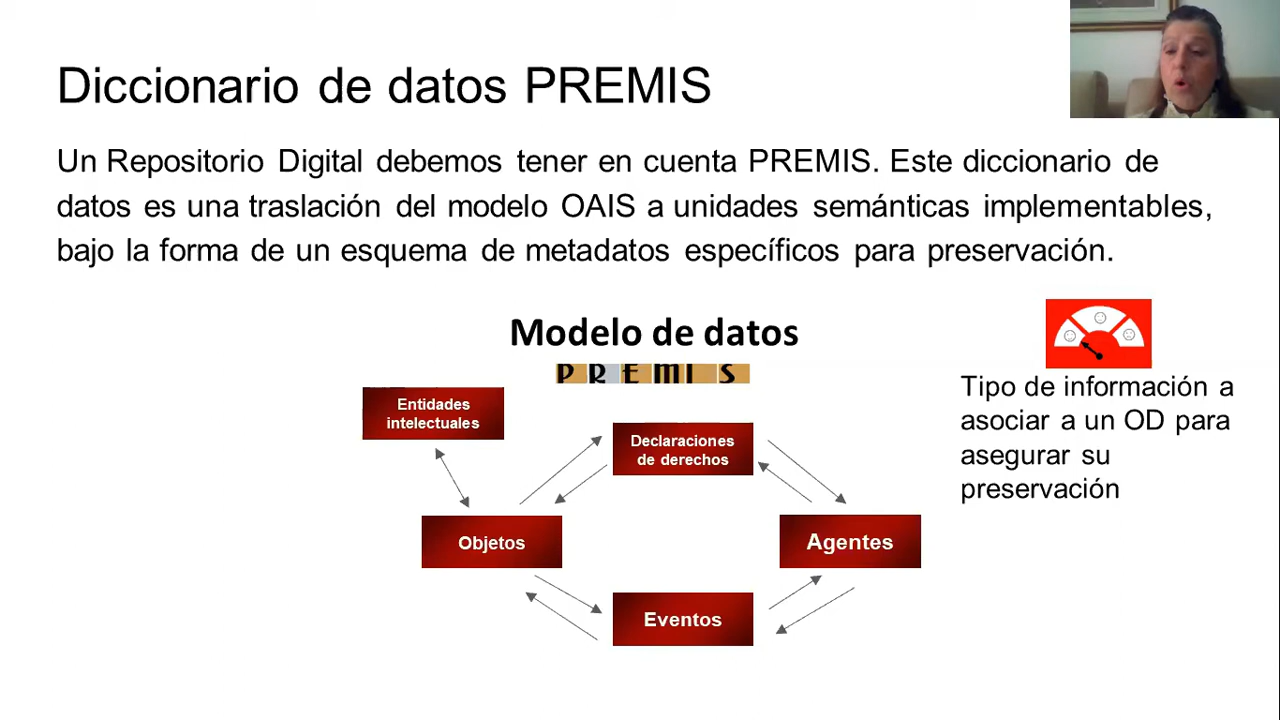 Diccionario de datos PREMIS
Un Repositorio Digital debemos tener en cuenta PREMIS. Este diccionario de
datos es una traslación del modelo OAIS a unidades semánticas implementables,
bajo la forma de un esquema de metadatos específicos para preservación.
Modelo de datos
PREMIS
Entidades
intelectuales
Declaraciones
de derechos
Objetos
Agentes
Eventos
Tipo de información a
asociar a un OD para
asegurar su
preservación